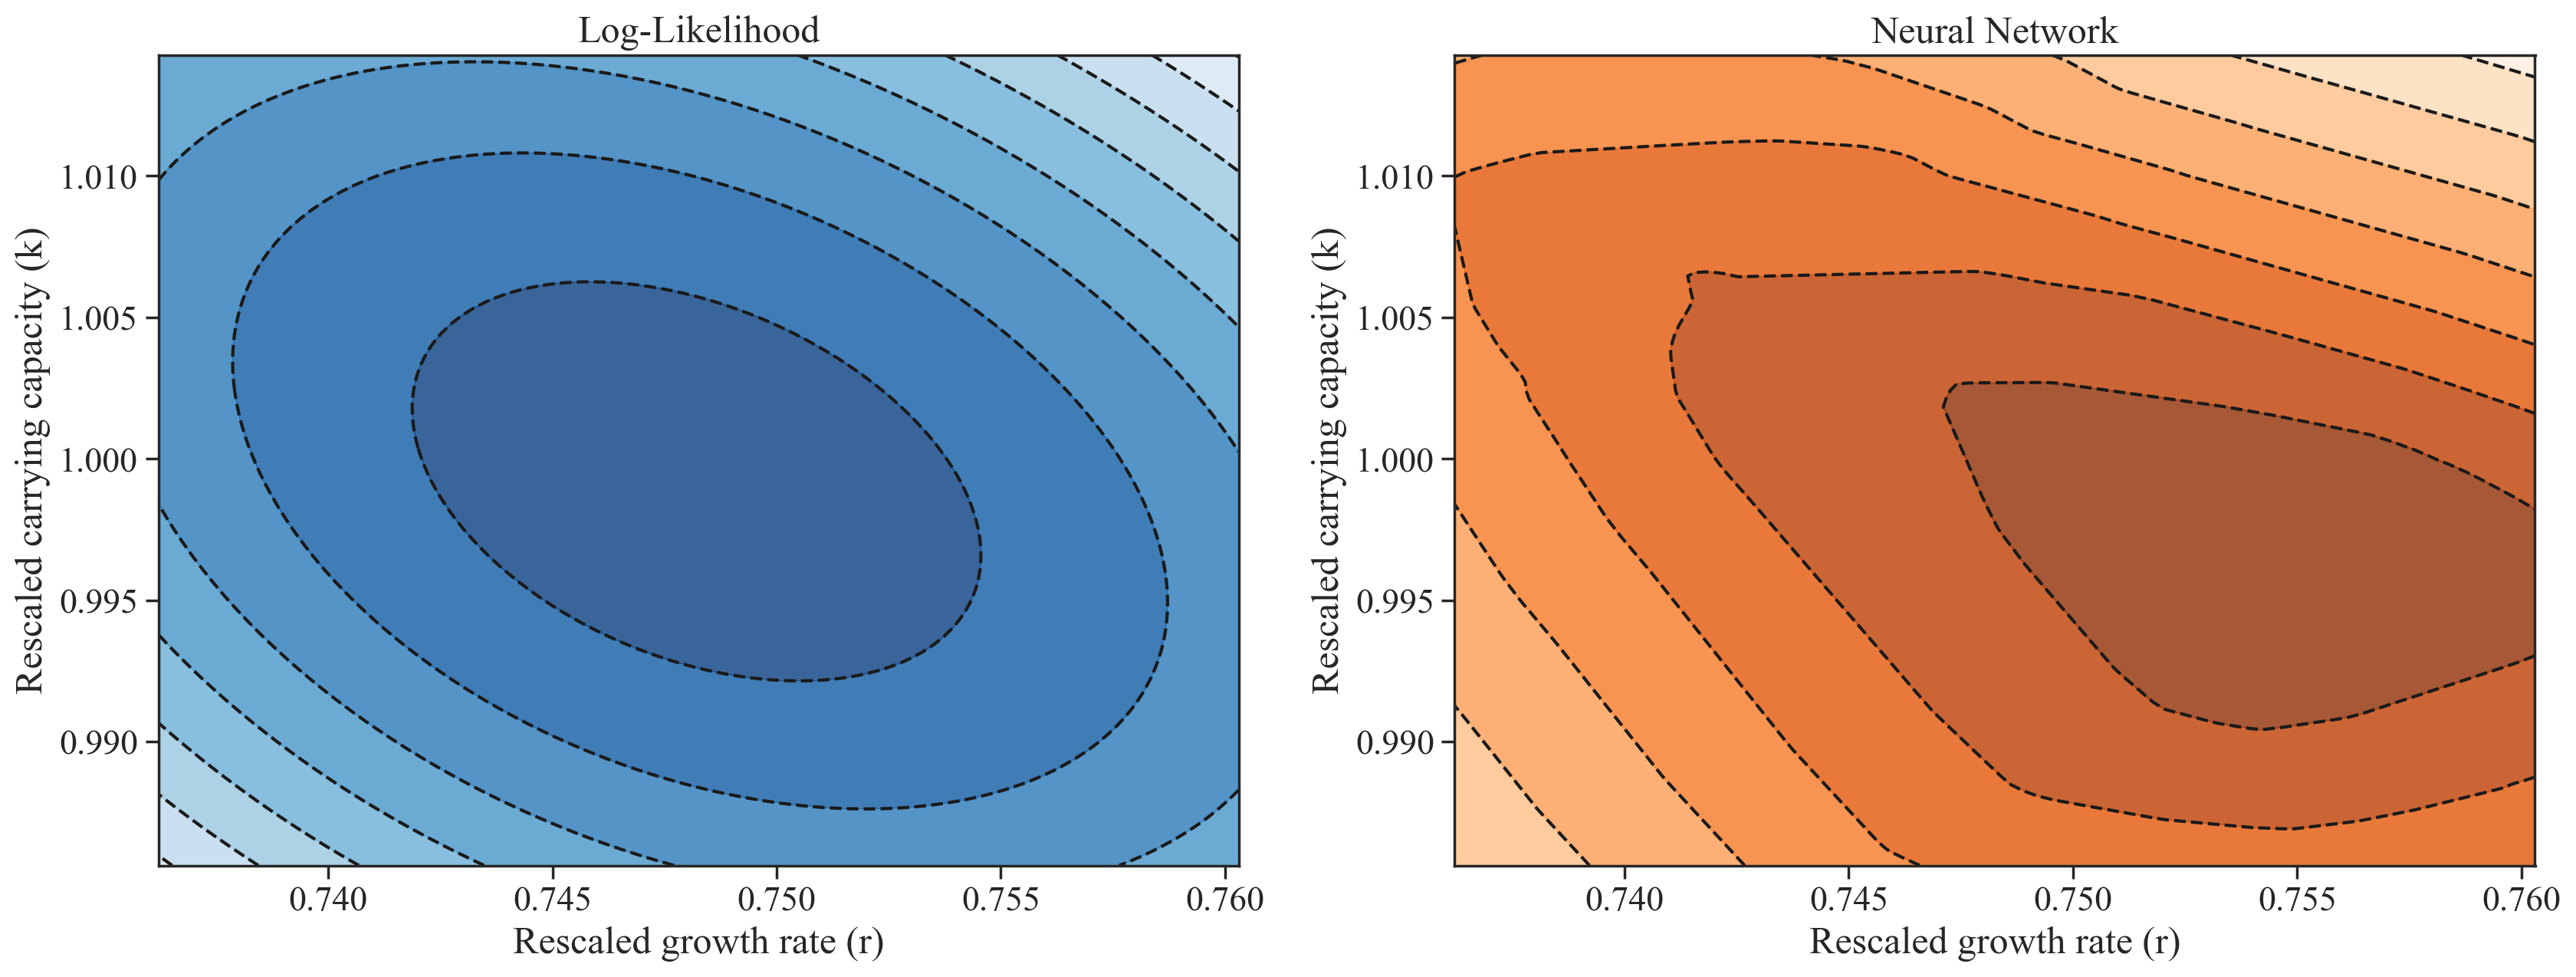 Log-Likelihood
Rescaled carrying capacity (k)
1.010
1.005
1.000
0.995
0.990
0.740 0.745 0.750 0.755 0.760
Rescaled growth rate (r)
Neural Network
Rescaled carrying capacity (k)
1.010
1.005
1.000
0.995
0.990
0.740 0.745 0.750 0.755 0.760
Rescaled growth rate (r)